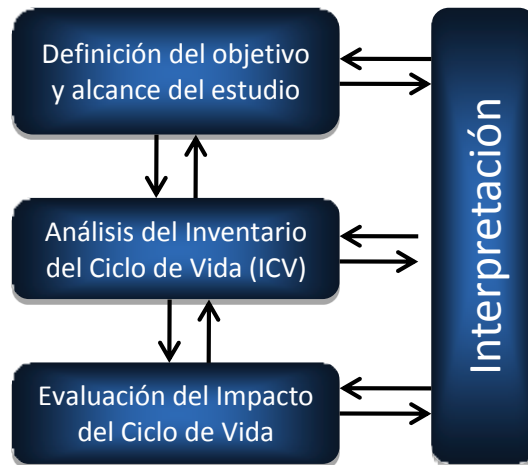 Definición del objetivo
y alcance del estudio
Análisis del Inventario
del Ciclo de Vida (ICV)
Evaluación del Impacto
del Ciclo de Vida
Interpretación